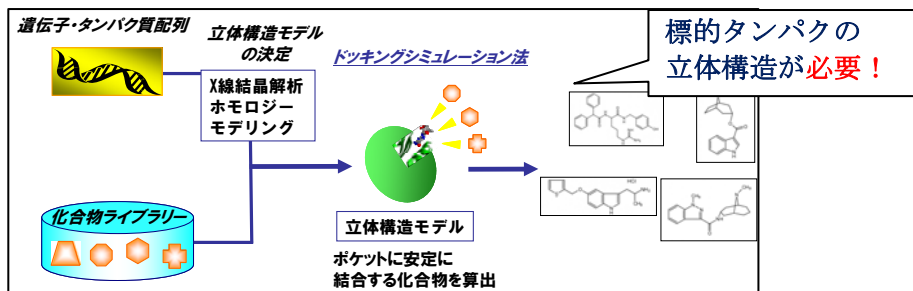 遺伝子・タンパク質配列
立体構造モデル
の決定
X線結晶解析
ホモロジー
モデリング
ドッキングシミュレーション法
標的タンパクの
立体構造が必要！
化合物ライブラリー
立体構造モデル
ポケットに安定に
結合する化合物を算出